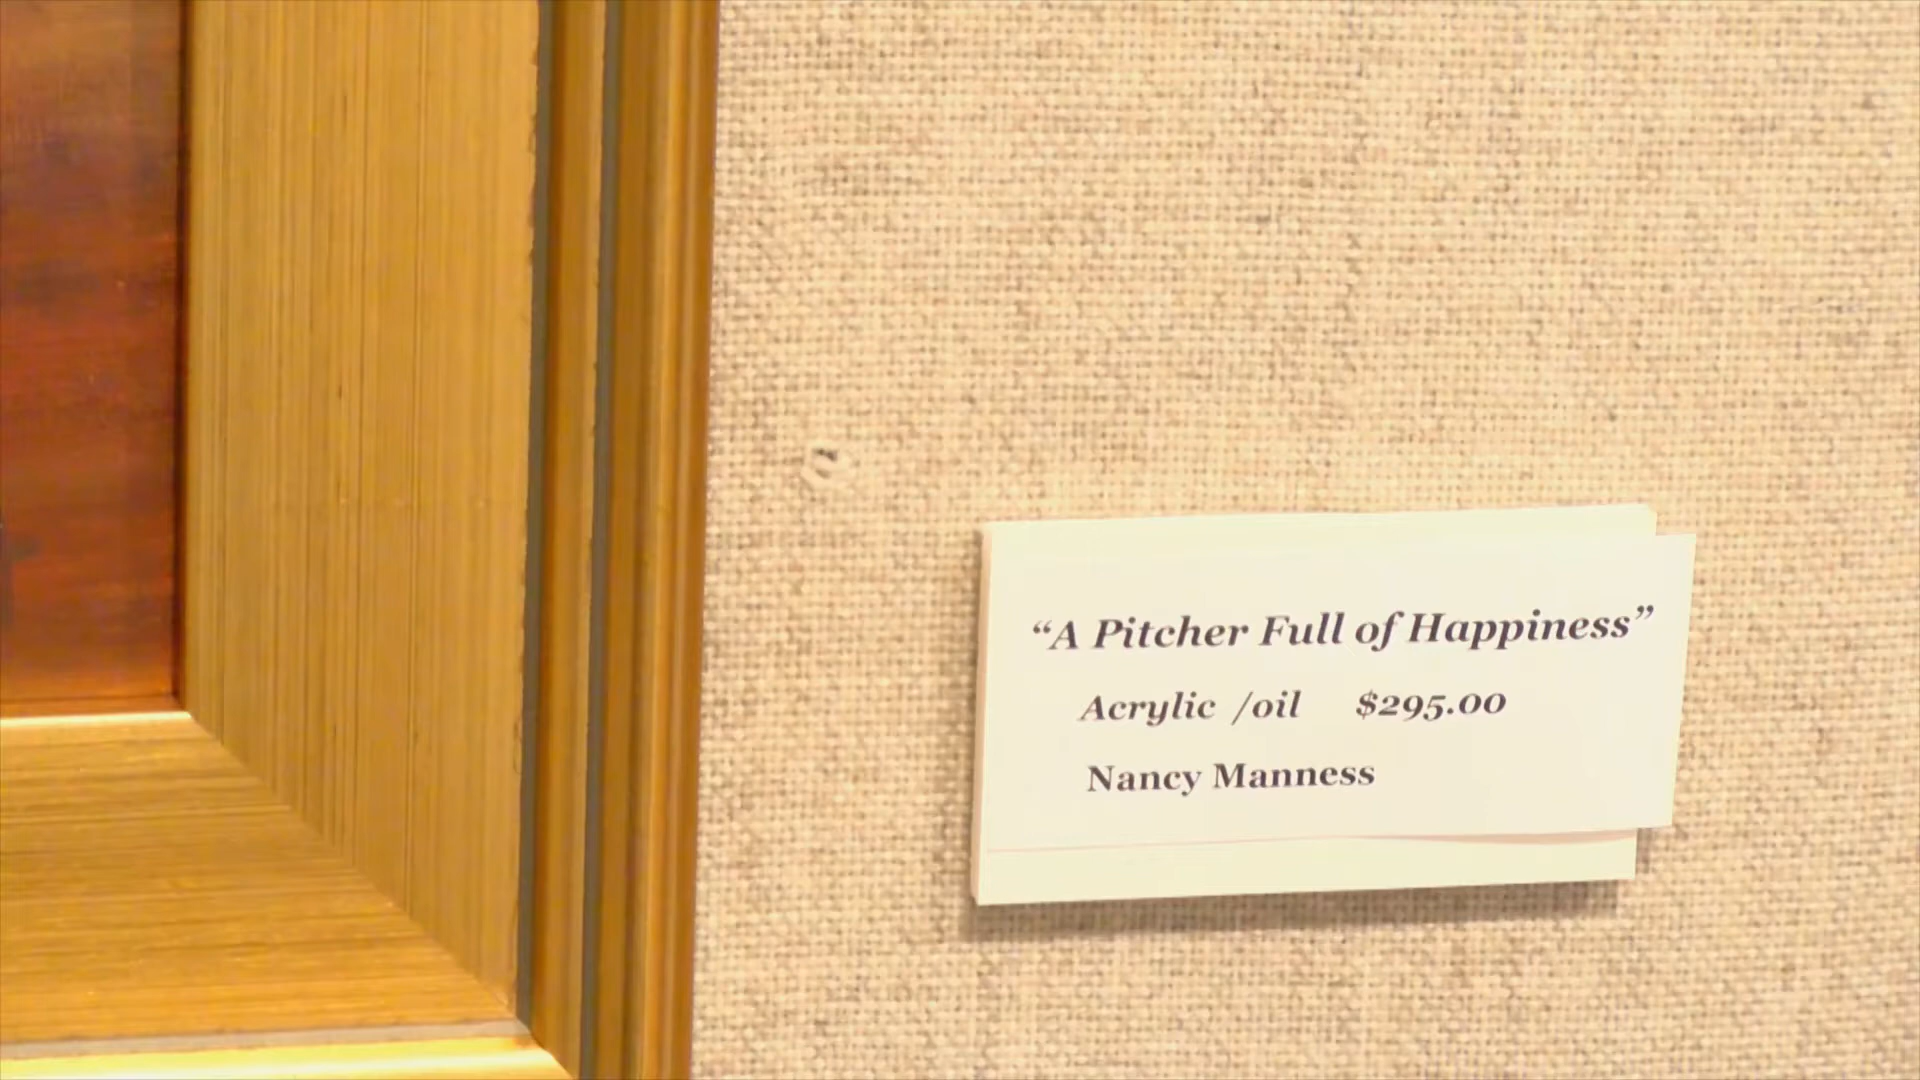 “A Pitcher Full of Happiness”
Acrylic /oil $295.00
Nancy Manness